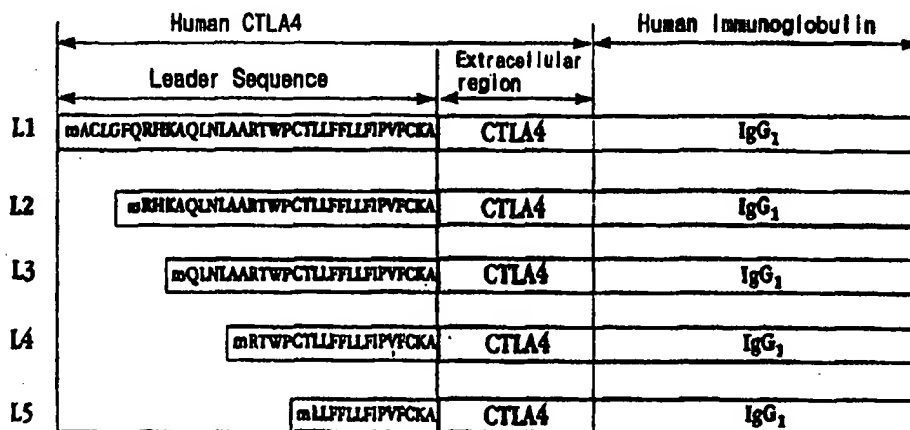 Human CTLA4 Human Immunoglobulin
Leader Sequence Extracellular region
L1 mACLGFQRHKAQLNLAARTWPCTLLFFLLFIPVFCKA CTLA4 IgG₁
L2 mRHKAQLNLAARTWPCTLLFFLLFIPVFCKA CTLA4 IgG₁
L3 mQLNLAARTWPCTLLFFLLFIPVFCKA CTLA4 IgG₁
L4 mRTWPCTLLFFLLFIPVFCKA CTLA4 IgG₁
L5 mLLFFLLFIPVFCKA CTLA4 IgG₁